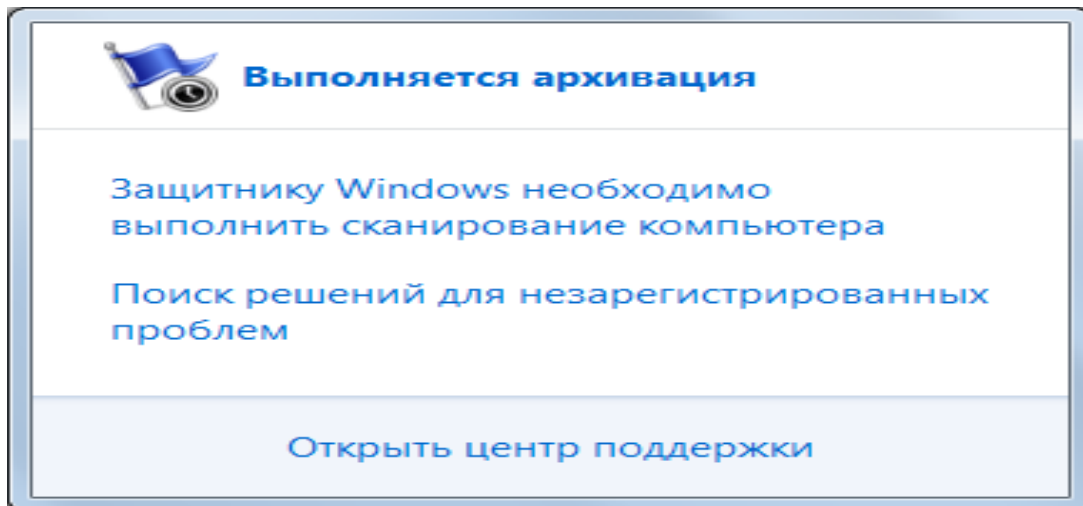 Выполняется архивация
Защитнику Windows необходимо
выполнить сканирование компьютера
Поиск решений для незарегистрированных
проблем
Открыть центр поддержки